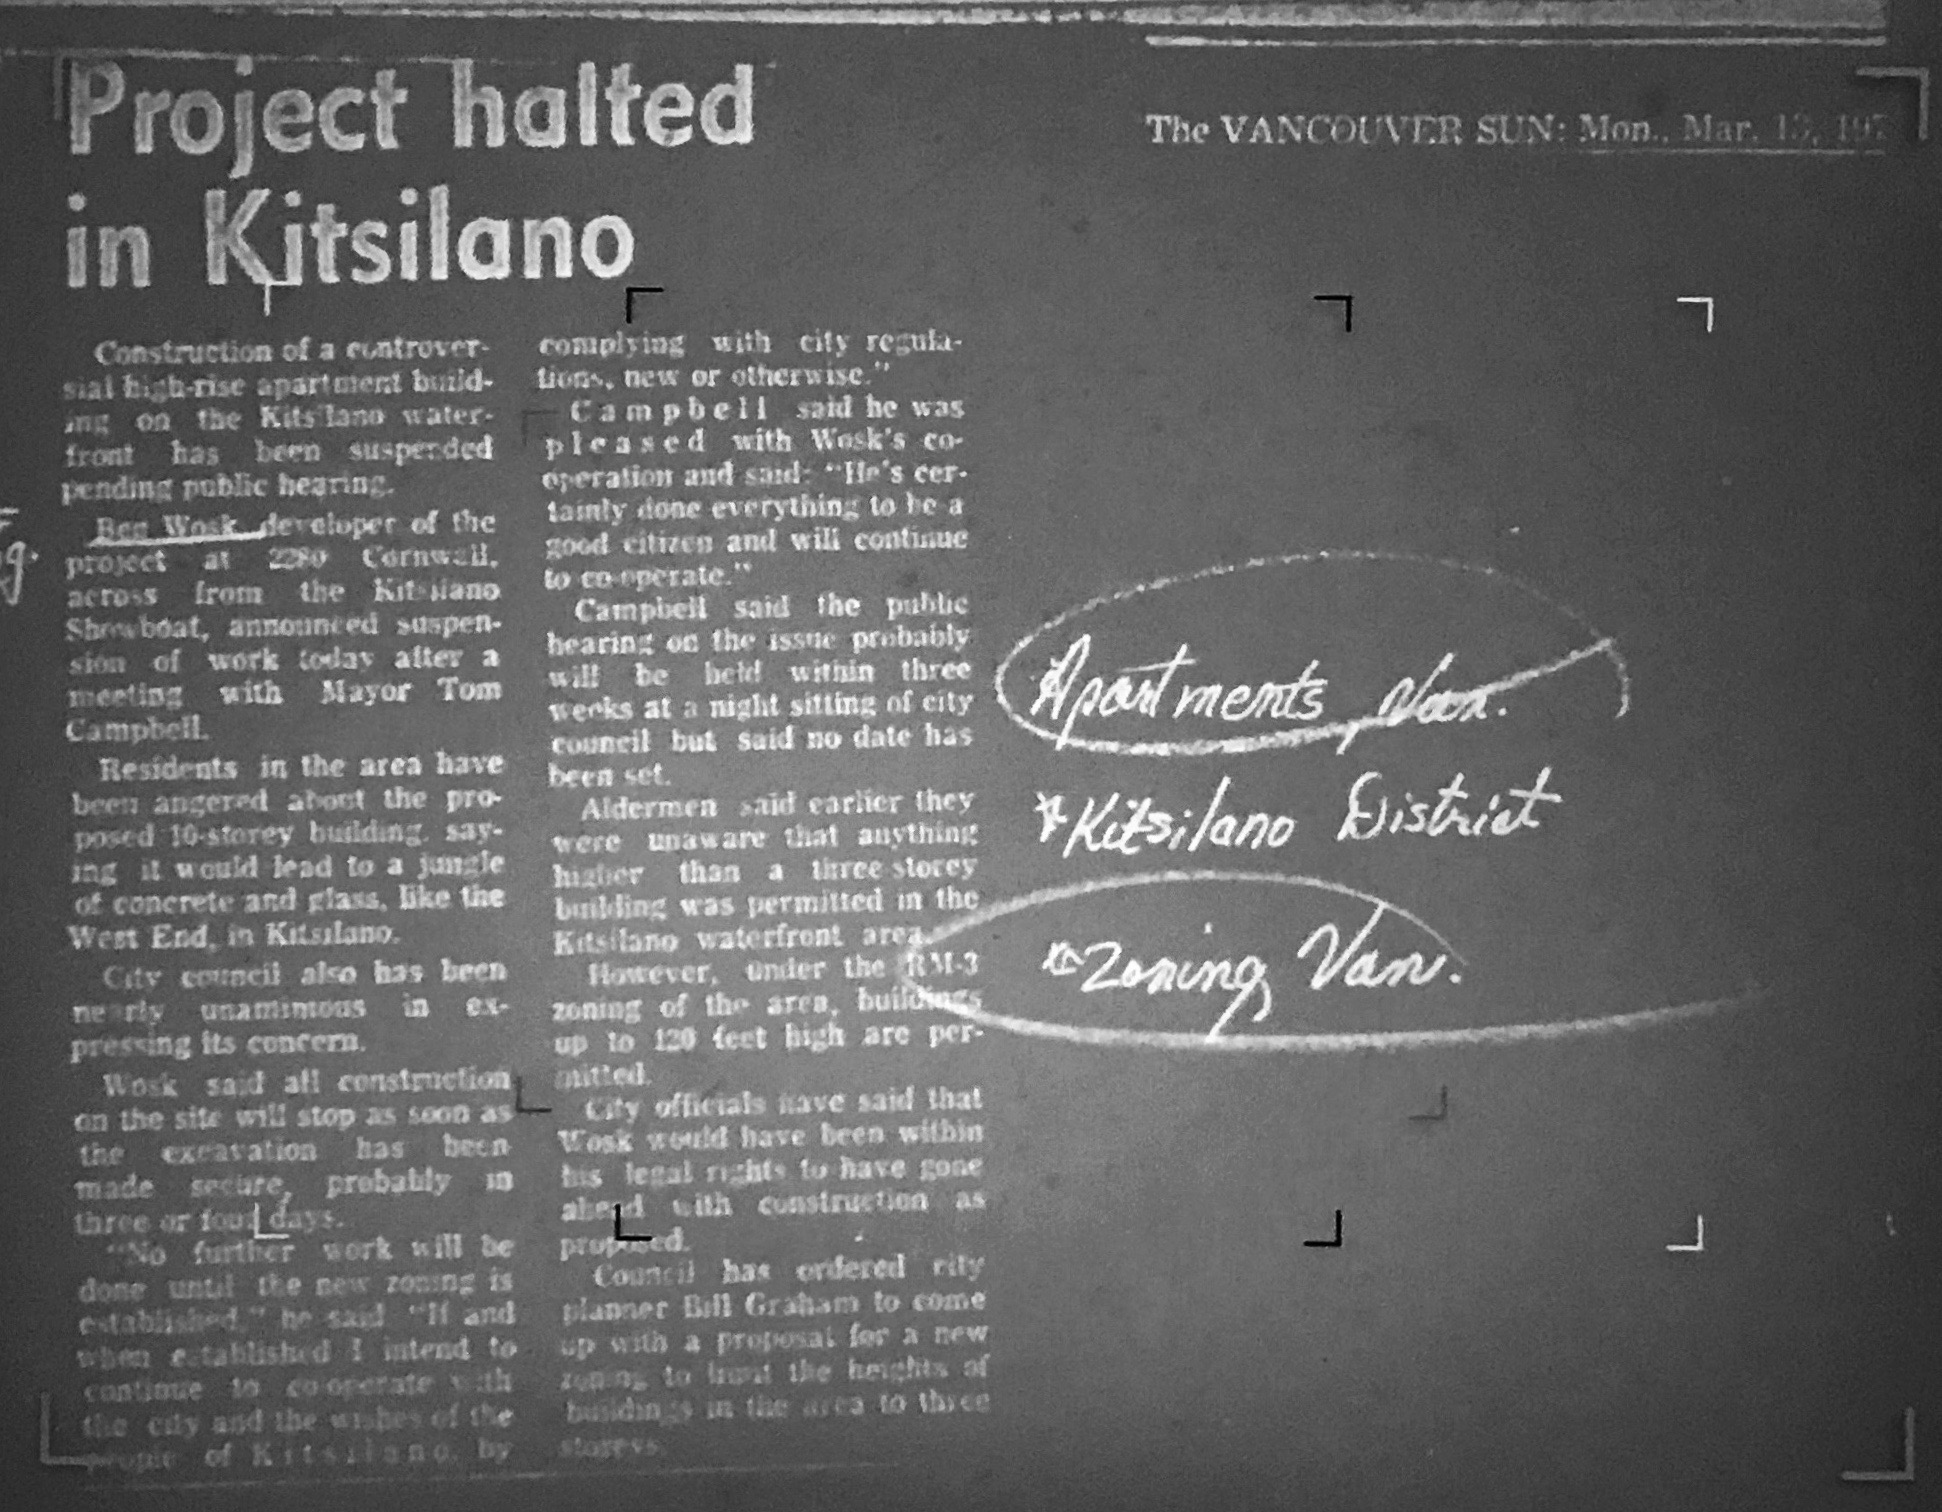 Project halted
in Kitsilano
The VANCOUVER SUN: Mon., Mar. 13, 197
Construction of a controver-
sial high-rise apartment build-
ing on the Kitsilano water-
front has been suspended
pending public hearing.
Ben Wosk, developer of the
project at 2280 Cornwall,
across from the Kitsilano
Showboat, announced suspen-
sion of work today after a
meeting with Mayor Tom
Campbell.
Residents in the area have
been angered about the pro-
posed 10-storey building, say-
ing it would lead to a jungle
of concrete and glass, like the
West End, in Kitsilano.
City council also has been
nearly unamimous in ex-
pressing its concern.
Wosk said all construction
on the site will stop as soon as
the excavation has been
made secure, probably in
three or four days.
"No further work will be
done until the new zoning is
established," he said "If and
when established I intend to
continue to co-operate with
the city and the wishes of the
people of Kitsilano, by
complying with city regula-
tions, new or otherwise."
Campbell said he was
pleased with Wosk's co-
operation and said: "He's cer-
tainly done everything to be a
good citizen and will continue
to co-operate."
Campbell said the public
hearing on the issue probably
will be held within three
weeks at a night sitting of city
council but said no date has
been set.
Aldermen said earlier they
were unaware that anything
higher than a three-storey
building was permitted in the
Kitsilano waterfront area.
However, under the RM-3
zoning of the area, buildings
up to 120 feet high are per-
mitted.
City officials have said that
Wosk would have been within
his legal rights to have gone
ahead with construction as
proposed.
Council has ordered city
planner Bill Graham to come
up with a proposal for a new
zoning to limit the heights of
buildings in the area to three
storeys.
g.
Apartments, Van.
*Kitsilano District
*Zoning, Van.